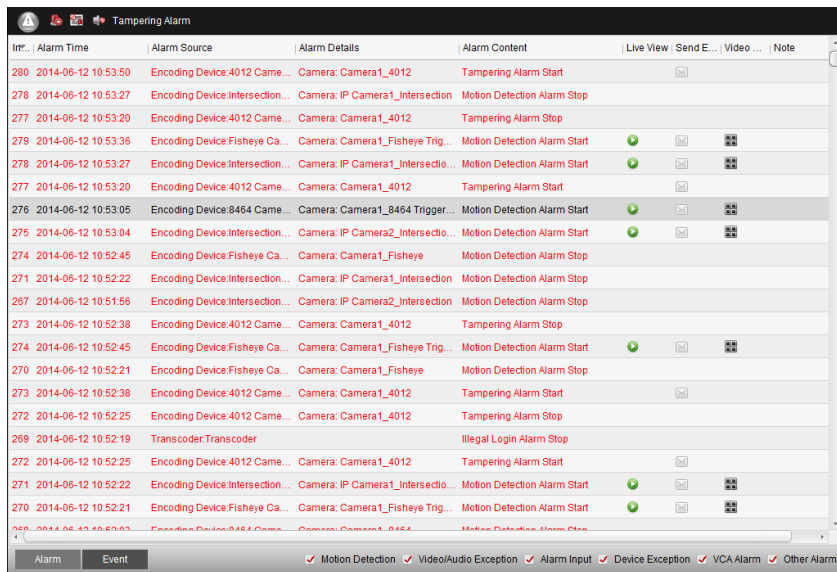 Tampering Alarm
Alarm Time Alarm Source Alarm Details Alarm Content Live View Send E... Video ... Note
280 2014-06-12 10:53:50 Encoding Device:4012 Came... Camera: Camera1_4012 Tampering Alarm Start
278 2014-06-12 10:53:27 Encoding Device:Intersection... Camera: IP Camera1_Intersection Motion Detection Alarm Stop
277 2014-06-12 10:53:20 Encoding Device:4012 Came... Camera: Camera1_4012 Tampering Alarm Stop
279 2014-06-12 10:53:36 Encoding Device:Fisheye Ca... Camera: Camera1_Fisheye Trig... Motion Detection Alarm Start
278 2014-06-12 10:53:27 Encoding Device:Intersection... Camera: IP Camera1_Intersectio... Motion Detection Alarm Start
277 2014-06-12 10:53:20 Encoding Device:4012 Came... Camera: Camera1_4012 Tampering Alarm Start
276 2014-06-12 10:53:05 Encoding Device:8464 Came... Camera: Camera1_8464 Trigger... Motion Detection Alarm Start
275 2014-06-12 10:53:04 Encoding Device:Intersection... Camera: IP Camera2_Intersectio... Motion Detection Alarm Start
274 2014-06-12 10:52:45 Encoding Device:Fisheye Ca... Camera: Camera1_Fisheye Motion Detection Alarm Stop
271 2014-06-12 10:52:22 Encoding Device:Intersection... Camera: IP Camera1_Intersection Motion Detection Alarm Stop
267 2014-06-12 10:51:56 Encoding Device:Intersection... Camera: IP Camera2_Intersection Motion Detection Alarm Stop
273 2014-06-12 10:52:38 Encoding Device:4012 Came... Camera: Camera1_4012 Tampering Alarm Stop
274 2014-06-12 10:52:45 Encoding Device:Fisheye Ca... Camera: Camera1_Fisheye Trig... Motion Detection Alarm Start
270 2014-06-12 10:52:21 Encoding Device:Fisheye Ca... Camera: Camera1_Fisheye Motion Detection Alarm Stop
273 2014-06-12 10:52:38 Encoding Device:4012 Came... Camera: Camera1_4012 Tampering Alarm Start
272 2014-06-12 10:52:25 Encoding Device:4012 Came... Camera: Camera1_4012 Tampering Alarm Stop
269 2014-06-12 10:52:19 Transcoder:Transcoder Illegal Login Alarm Stop
272 2014-06-12 10:52:25 Encoding Device:4012 Came... Camera: Camera1_4012 Tampering Alarm Start
271 2014-06-12 10:52:22 Encoding Device:Intersection... Camera: IP Camera1_Intersectio... Motion Detection Alarm Start
270 2014-06-12 10:52:21 Encoding Device:Fisheye Ca... Camera: Camera1_Fisheye Trig... Motion Detection Alarm Start
Alarm Event Motion Detection Video/Audio Exception Alarm Input Device Exception VCA Alarm Other Alarm